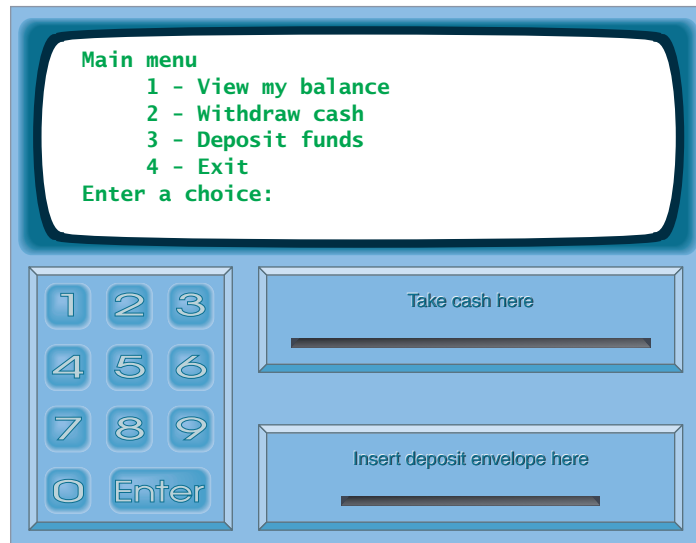 Main menu
1 - View my balance
2 - Withdraw cash
3 - Deposit funds
4 - Exit
Enter a choice:
1 2 3
Take cash here
4 5 6
7 8 9
Insert deposit envelope here
0 Enter